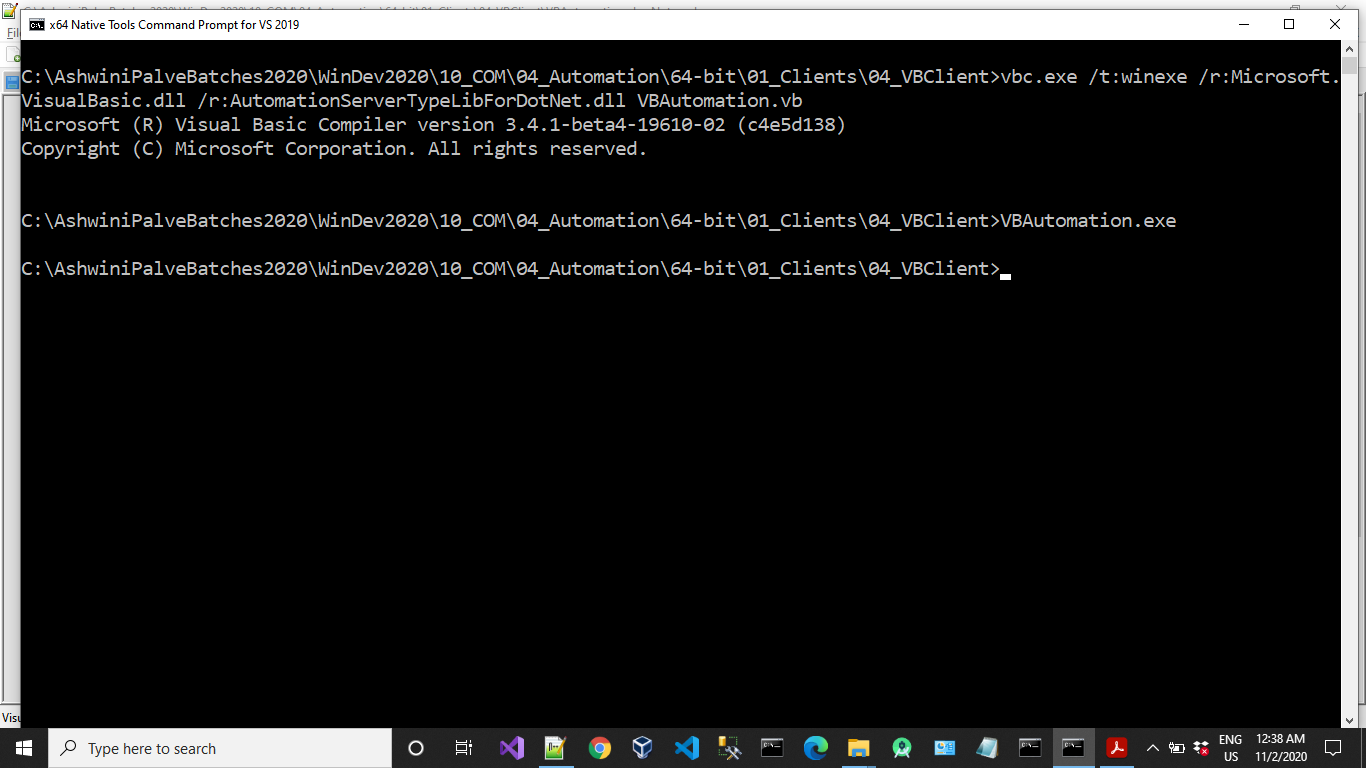 x64 Native Tools Command Prompt for VS 2019
C:\AshwiniPalveBatches2020\WinDev2020\10_COM\04_Automation\64-bit\01_Clients\04_VBClient>vbc.exe /t:winexe /r:Microsoft.
VisualBasic.dll /r:AutomationServerTypeLibForDotNet.dll VBAutomation.vb
Microsoft (R) Visual Basic Compiler version 3.4.1-beta4-19610-02 (c4e5d138)
Copyright (C) Microsoft Corporation. All rights reserved.
C:\AshwiniPalveBatches2020\WinDev2020\10_COM\04_Automation\64-bit\01_Clients\04_VBClient>VBAutomation.exe
C:\AshwiniPalveBatches2020\WinDev2020\10_COM\04_Automation\64-bit\01_Clients\04_VBClient>
Type here to search
ENG
US
12:38 AM
11/2/2020